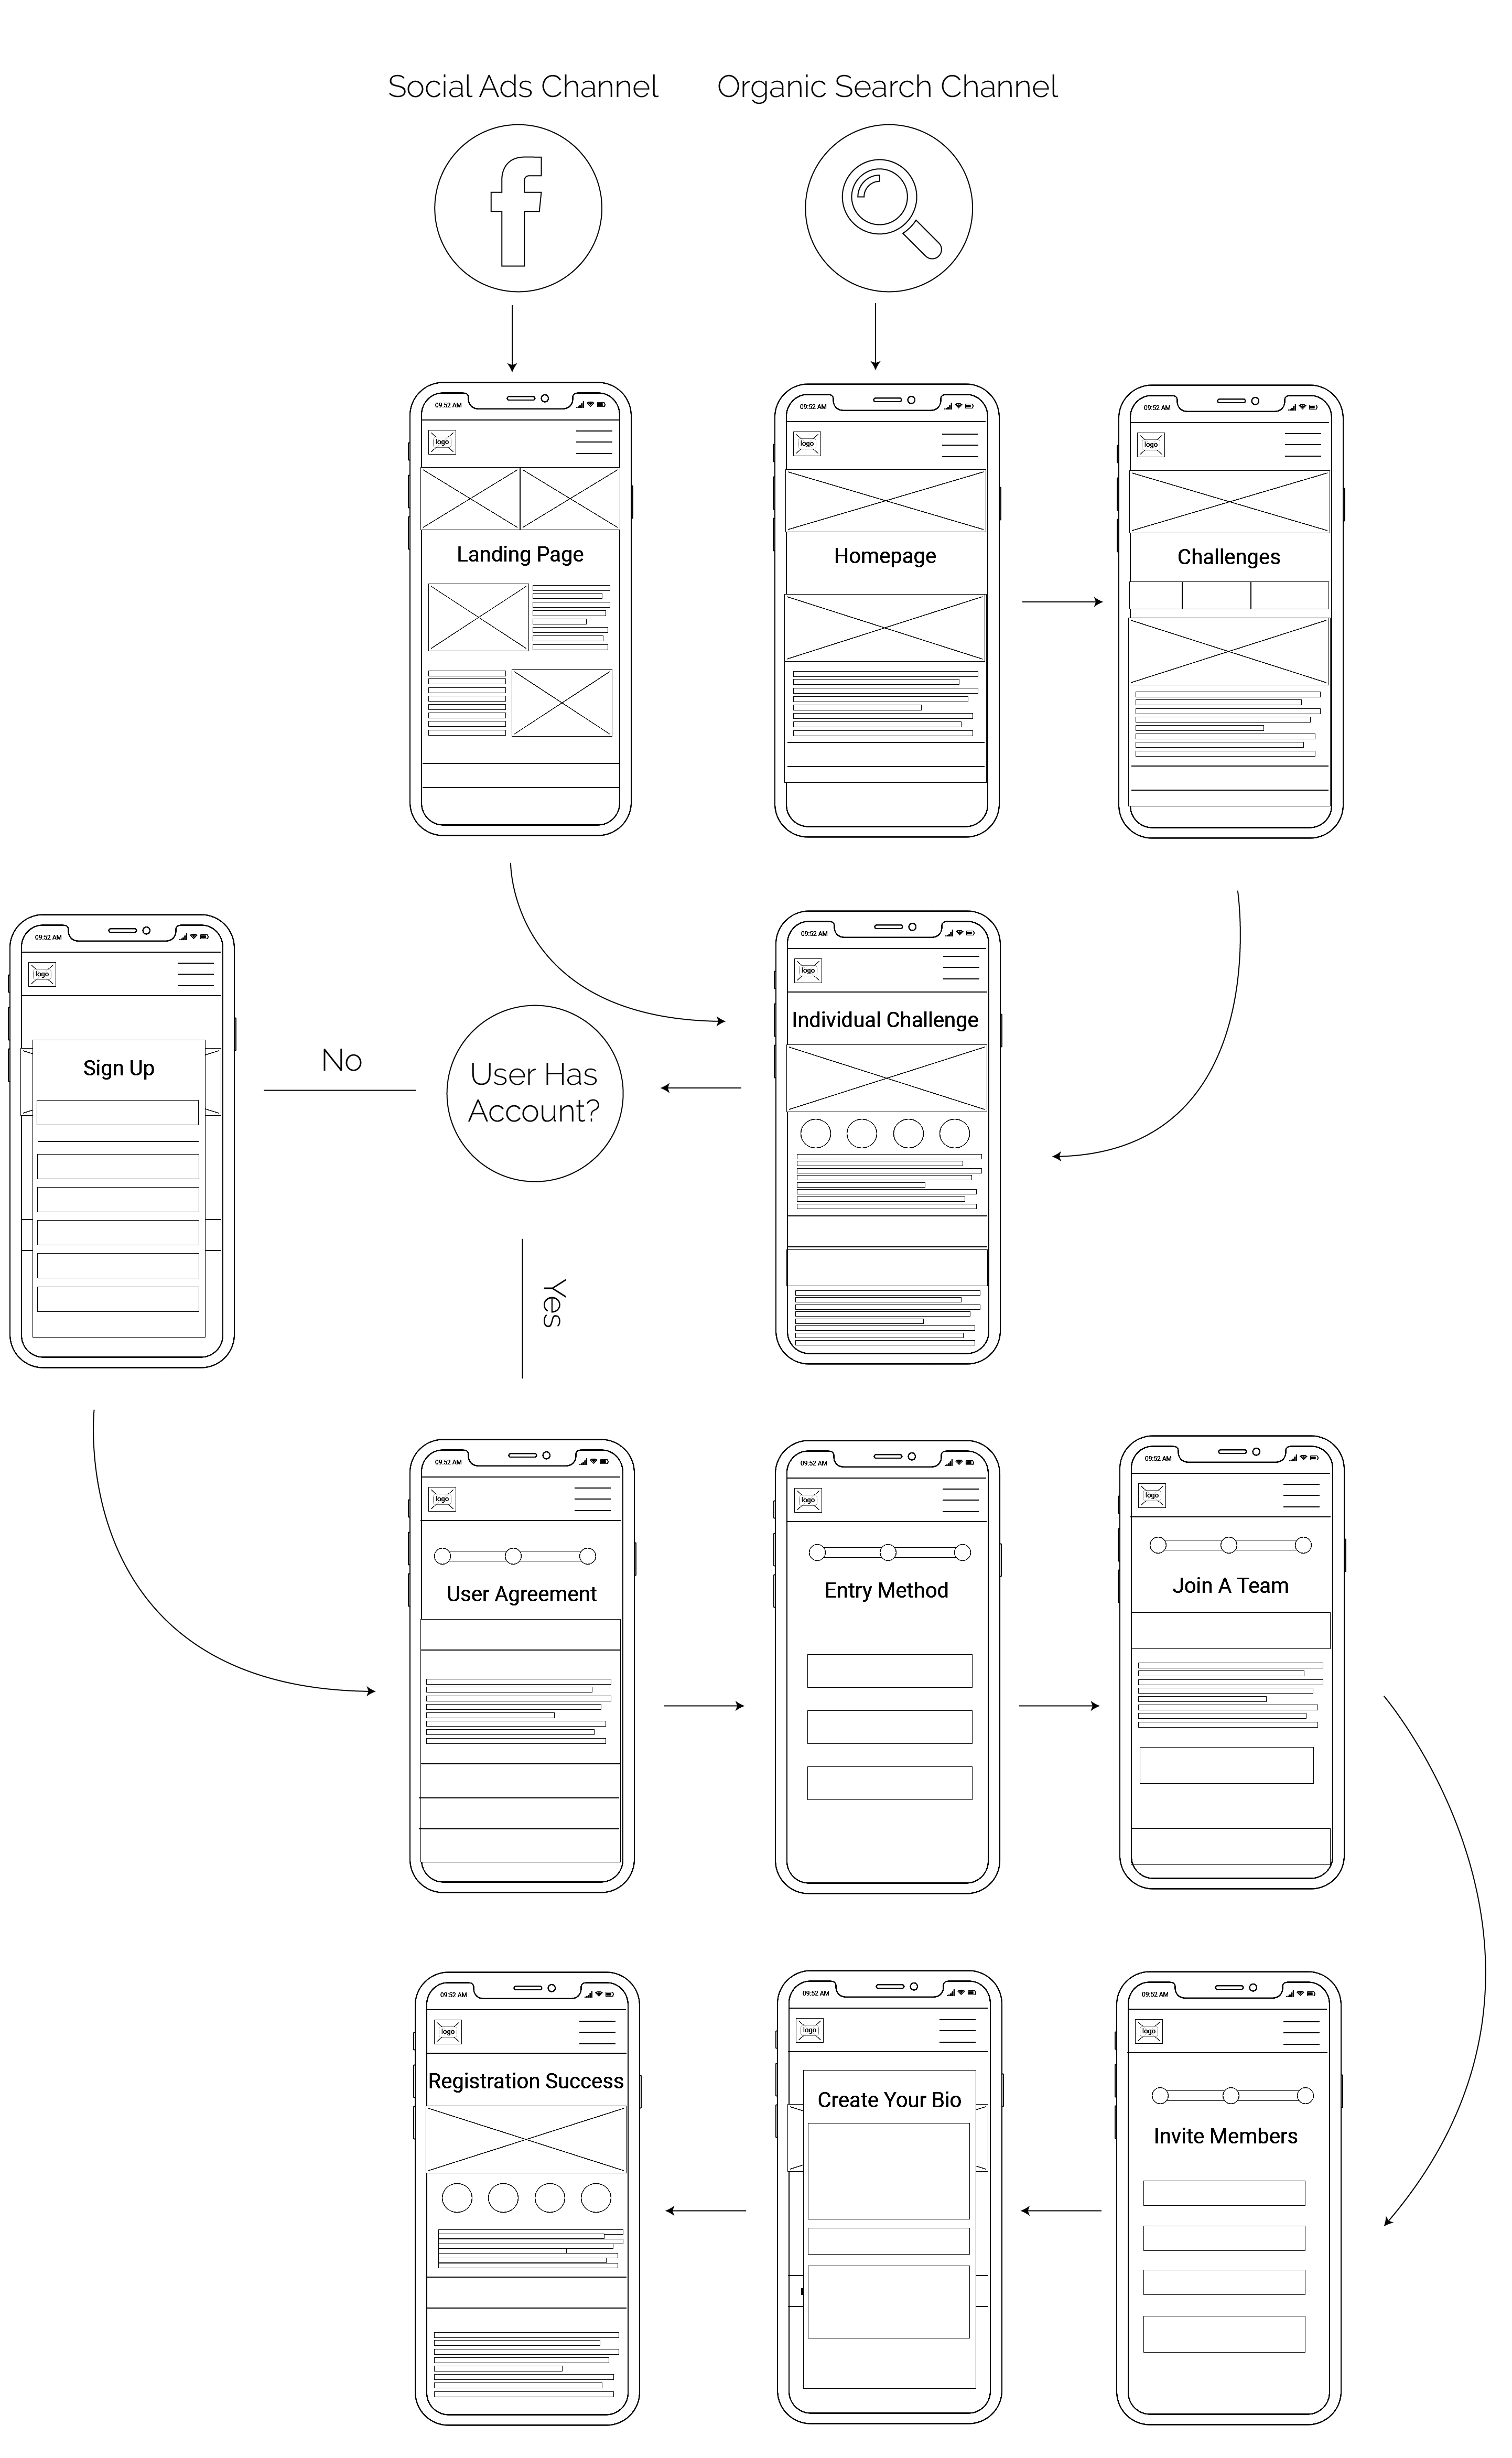 Social Ads Channel
Organic Search Channel
09:52 AM
logo
Landing Page
09:52 AM
logo
Homepage
09:52 AM
logo
Challenges
09:52 AM
logo
Sign Up
No
User Has
Account?
Yes
09:52 AM
logo
Individual Challenge
09:52 AM
logo
User Agreement
09:52 AM
logo
Entry Method
09:52 AM
logo
Join A Team
09:52 AM
logo
Registration Success
09:52 AM
logo
Create Your Bio
09:52 AM
logo
Invite Members